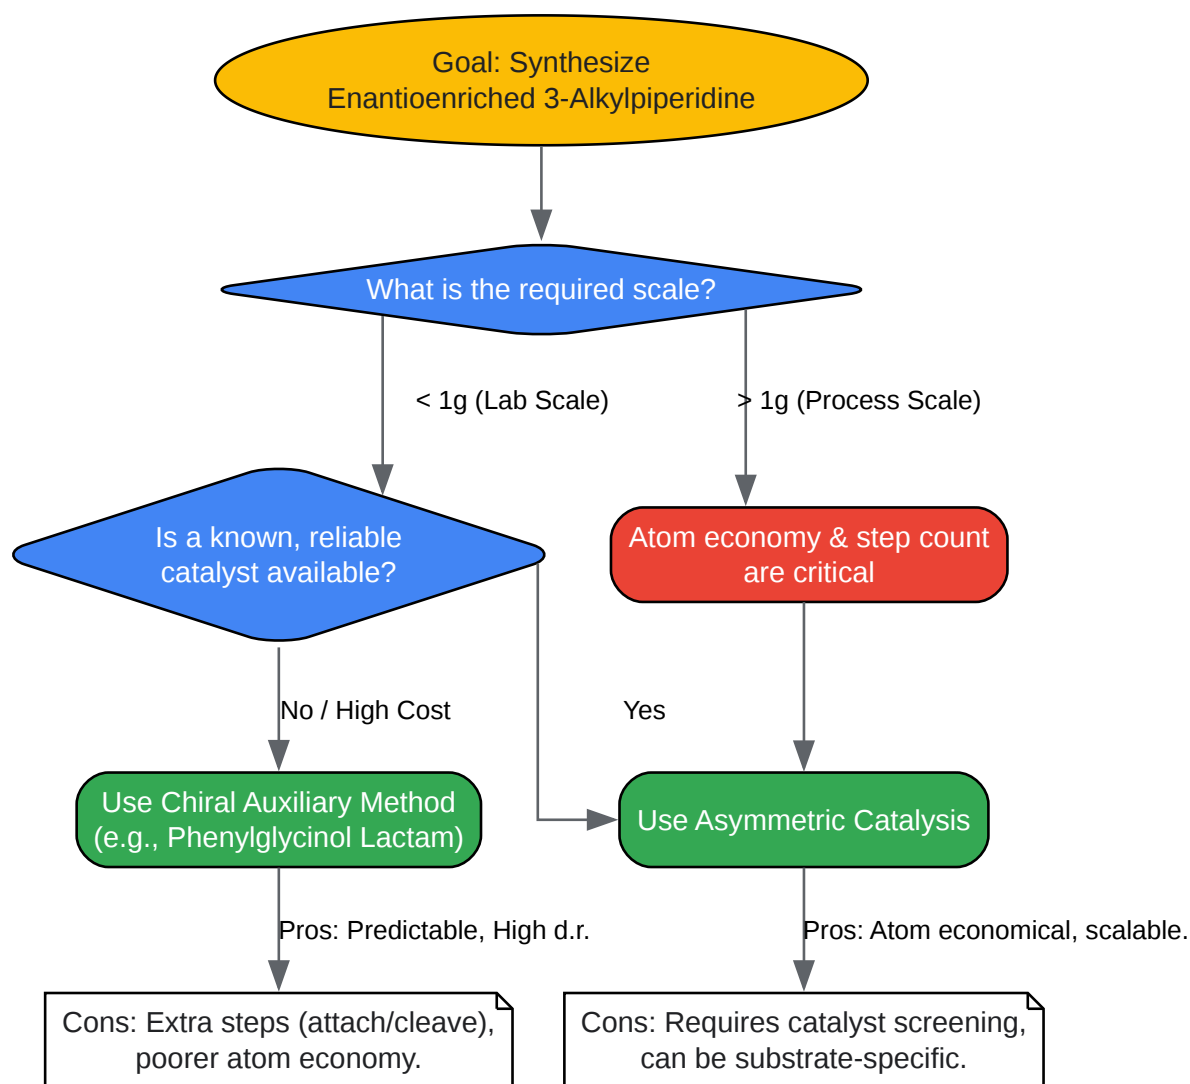 Goal: Synthesize
Enantioenriched 3-Alkylpiperidine
What is the required scale?
< 1g (Lab Scale)
> 1g (Process Scale)
Is a known, reliable
catalyst available?
Atom economy & step count
are critical
No / High Cost
Yes
Use Chiral Auxiliary Method
(e.g., Phenylglycinol Lactam)
Use Asymmetric Catalysis
Pros: Predictable, High d.r.
Pros: Atom economical, scalable.
Cons: Extra steps (attach/cleave),
poorer atom economy.
Cons: Requires catalyst screening,
can be substrate-specific.